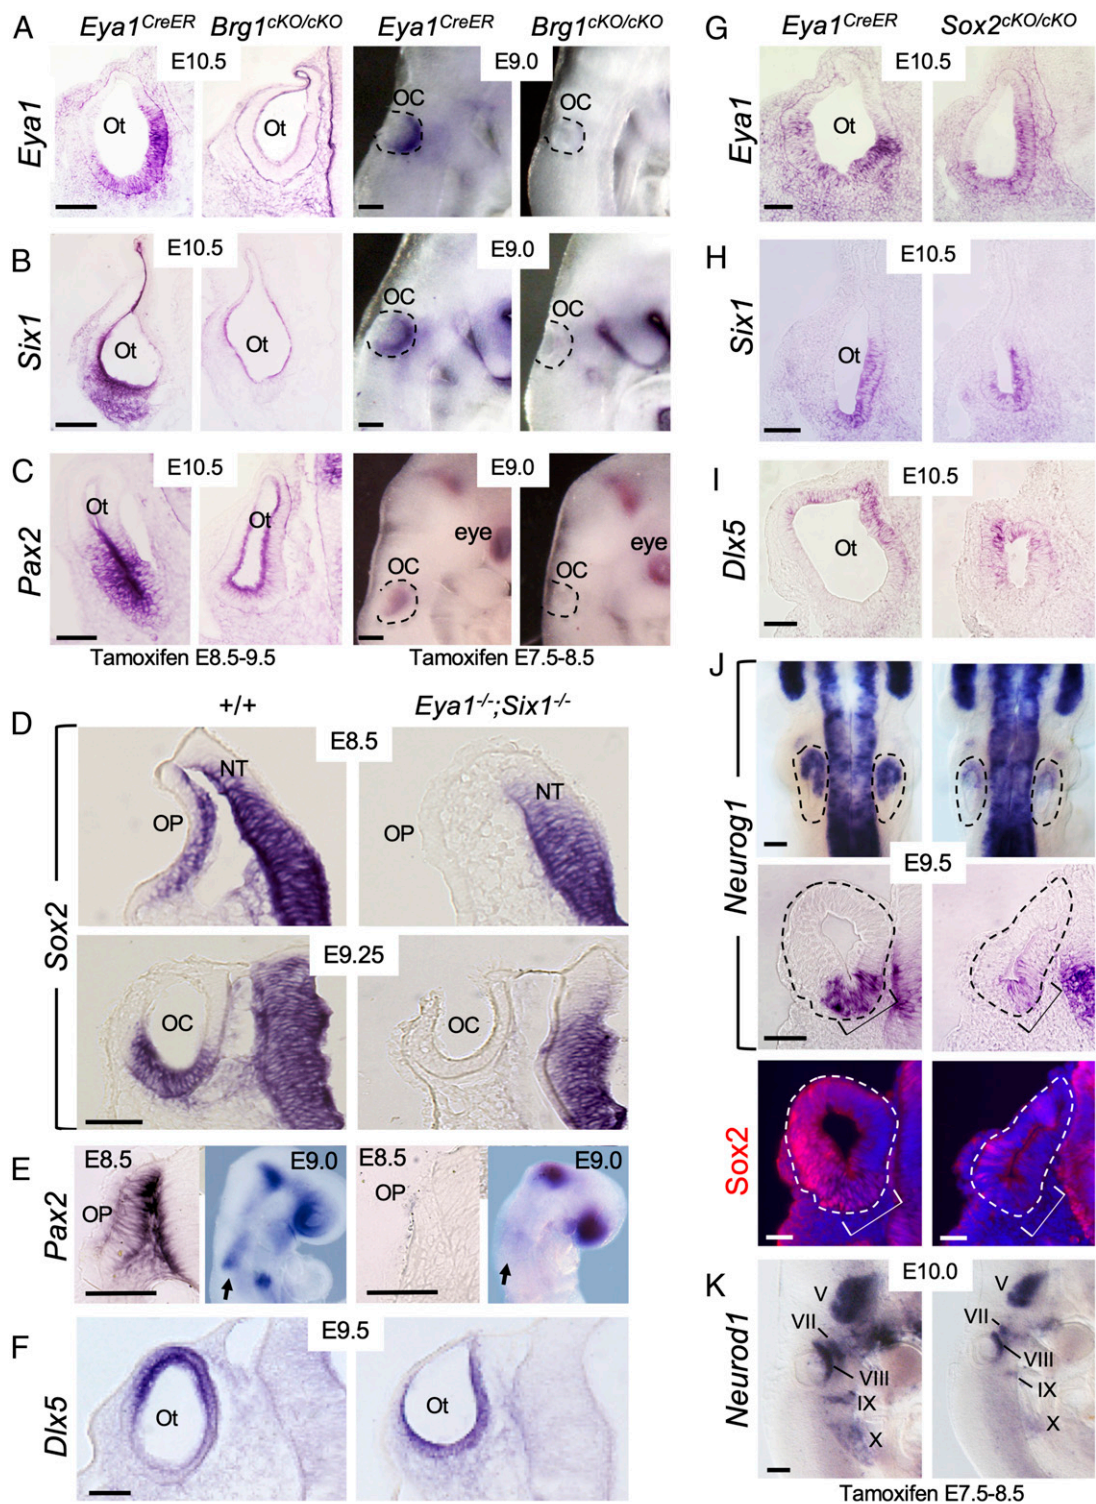 A
Eya1CreER
Brg1cKO/cKO
Eya1CreER
Brg1cKO/cKO
Eya1
E10.5
Ot
Ot
E9.0
OC
OC
B
Six1
E10.5
Ot
Ot
E9.0
OC
OC
C
Pax2
E10.5
Ot
Ot
E9.0
eye
OC
eye
OC
Tamoxifen E8.5-9.5
Tamoxifen E7.5-8.5
+/+
Eya1-/-;Six1-/-
D
Sox2
E8.5
NT
OP
NT
OP
E9.25
OC
OC
E
Pax2
E8.5
OP
E9.0
E8.5
OP
E9.0
F
Dlx5
E9.5
Ot
Ot
G
Eya1CreER
Sox2cKO/cKO
Eya1
E10.5
Ot
H
Six1
E10.5
Ot
I
Dlx5
E10.5
Ot
J
Neurog1
E9.5
Sox2
K
Neurod1
E10.0
V
VII
VIII
IX
X
V
VII
VIII
IX
X
Tamoxifen E7.5-8.5